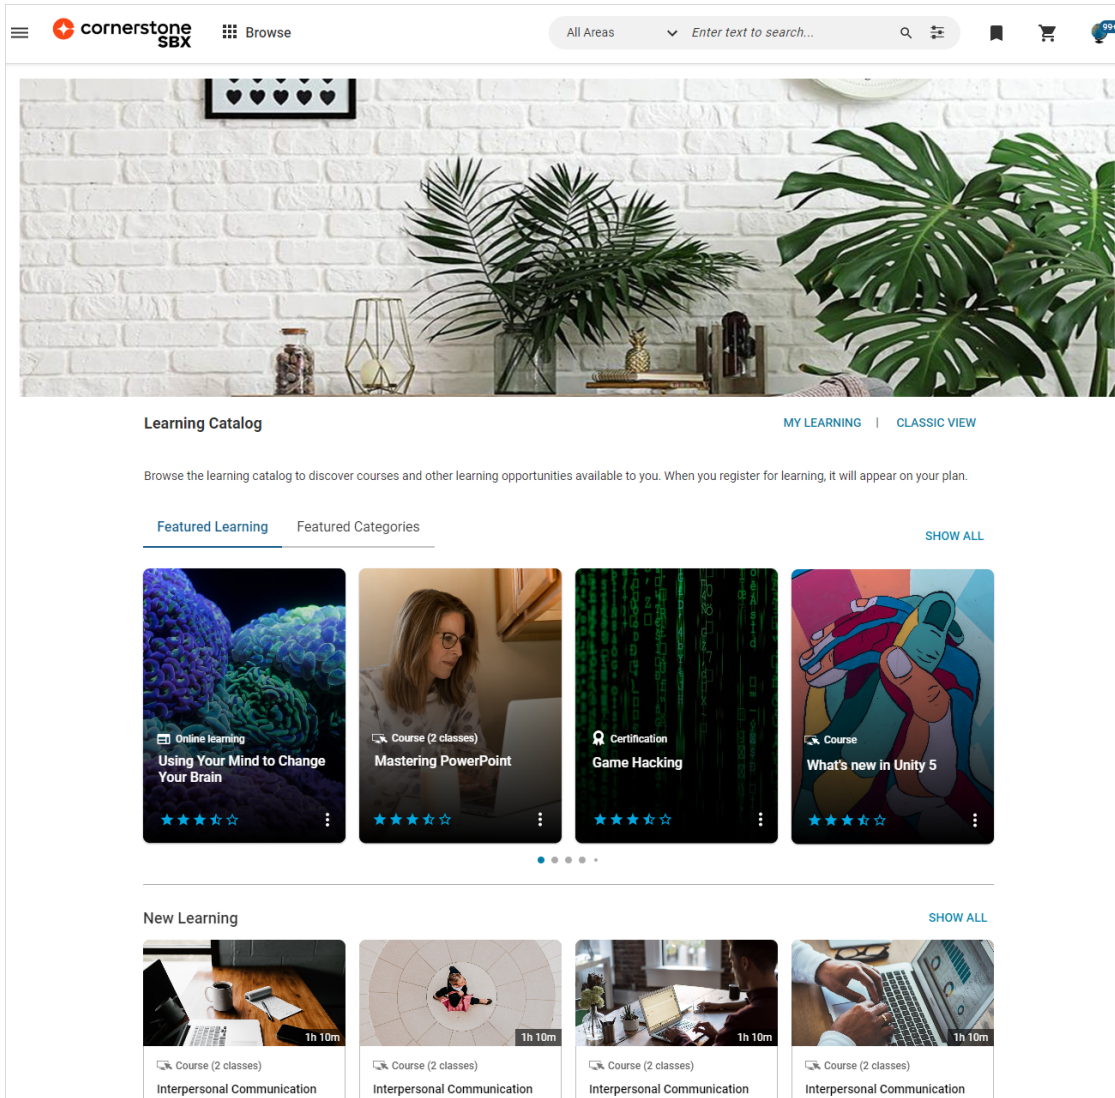 cornerstone
SBX
Browse
All Areas
Enter text to search...
99+
Learning Catalog
MY LEARNING | CLASSIC VIEW
Browse the learning catalog to discover courses and other learning opportunities available to you. When you register for learning, it will appear on your plan.
Featured Learning
Featured Categories
SHOW ALL
Online learning
Using Your Mind to Change
Your Brain
Course (2 classes)
Mastering PowerPoint
Certification
Game Hacking
Course
What's new in Unity 5
New Learning
SHOW ALL
1h 10m
Course (2 classes)
Interpersonal Communication
1h 10m
Course (2 classes)
Interpersonal Communication
1h 10m
Course (2 classes)
Interpersonal Communication
1h 10m
Course (2 classes)
Interpersonal Communication